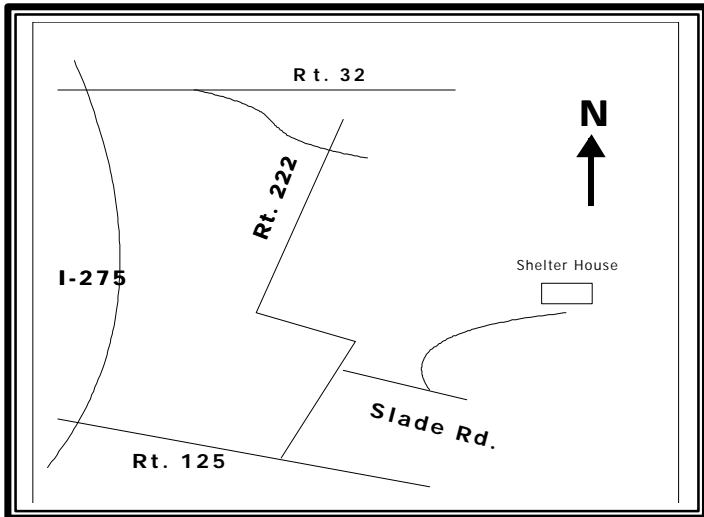 Rt. 32
N
Rt. 222
Shelter House
I-275
Slade Rd.
Rt. 125